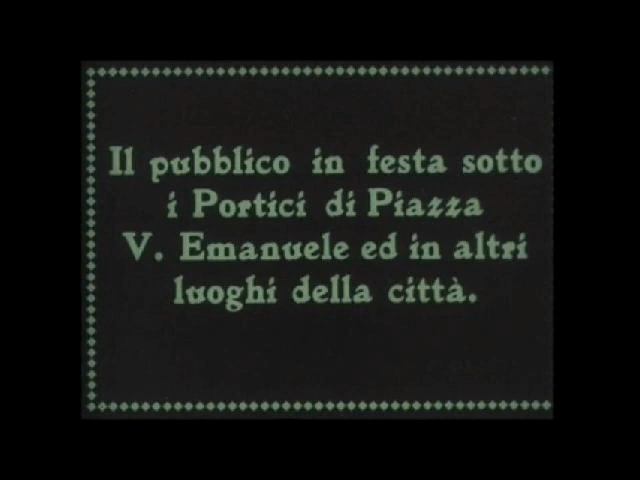 Il pubblico in festa sotto
i Portici di Piazza
V. Emanuele ed in altri
luoghi della città.